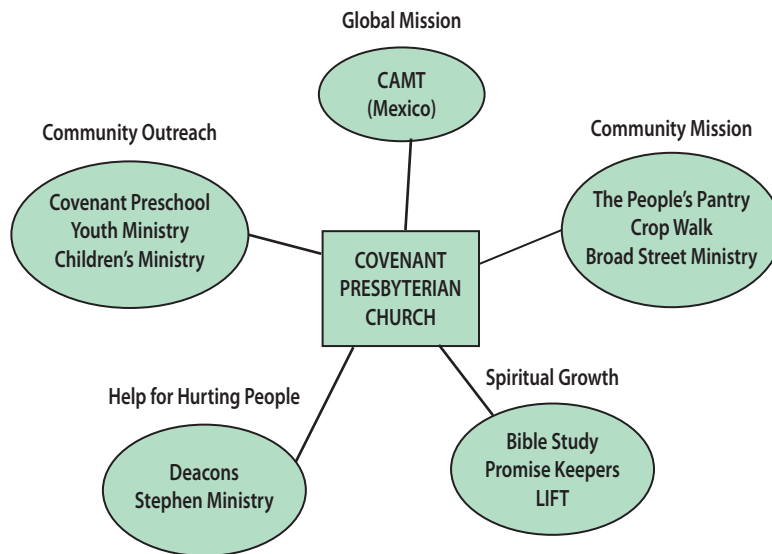 Global Mission
CAMT
(Mexico)
Community Outreach
Covenant Preschool
Youth Ministry
Children’s Ministry
Community Mission
The People’s Pantry
Crop Walk
Broad Street Ministry
COVENANT
PRESBYTERIAN
CHURCH
Help for Hurting People
Deacons
Stephen Ministry
Spiritual Growth
Bible Study
Promise Keepers
LIFT